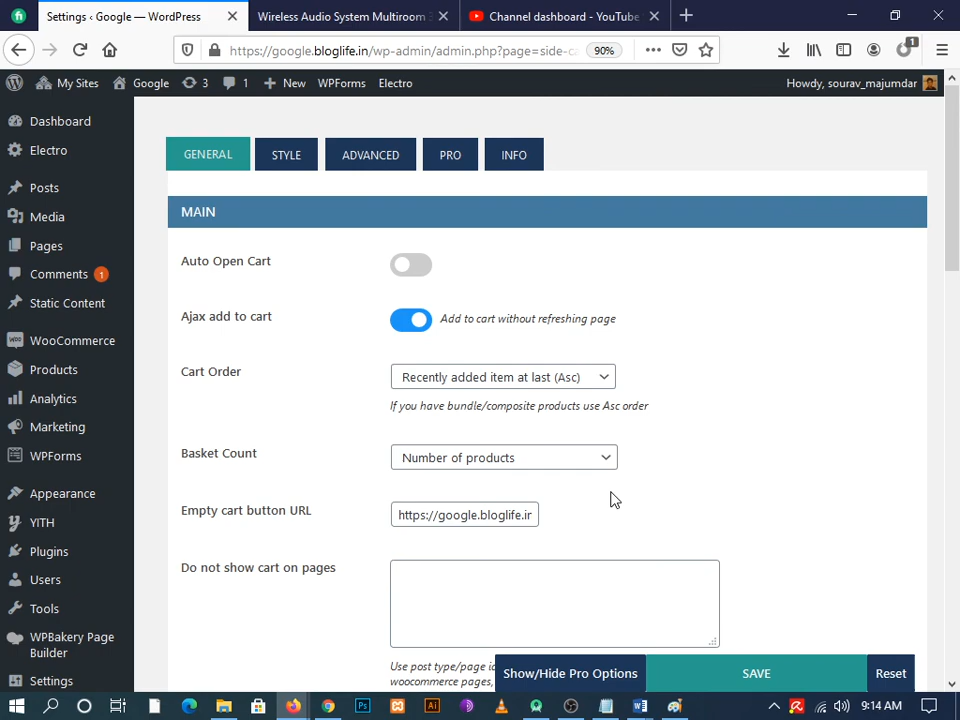 Settings ‹ Google — WordPress
Wireless Audio System Multiroom 3
Channel dashboard - YouTube
https://google.bloglife.in/wp-admin/admin.php?page=side-ca
90%
1
My Sites
Google
3
1
New
WPForms
Electro
Howdy, sourav_majumdar
Dashboard
Electro
Posts
Media
Pages
Comments 1
Static Content
WooCommerce
Products
Analytics
Marketing
WPForms
Appearance
YITH
Plugins
Users
Tools
WPBakery Page
Builder
Settings
GENERAL
STYLE
ADVANCED
PRO
INFO
MAIN
Auto Open Cart
Ajax add to cart
Add to cart without refreshing page
Cart Order
Recently added item at last (Asc)
If you have bundle/composite products use Asc order
Basket Count
Number of products
Empty cart button URL
https://google.bloglife.ir
Do not show cart on pages
Use post type/page id
woocommerce pages,
Show/Hide Pro Options
SAVE
Reset
9:14 AM